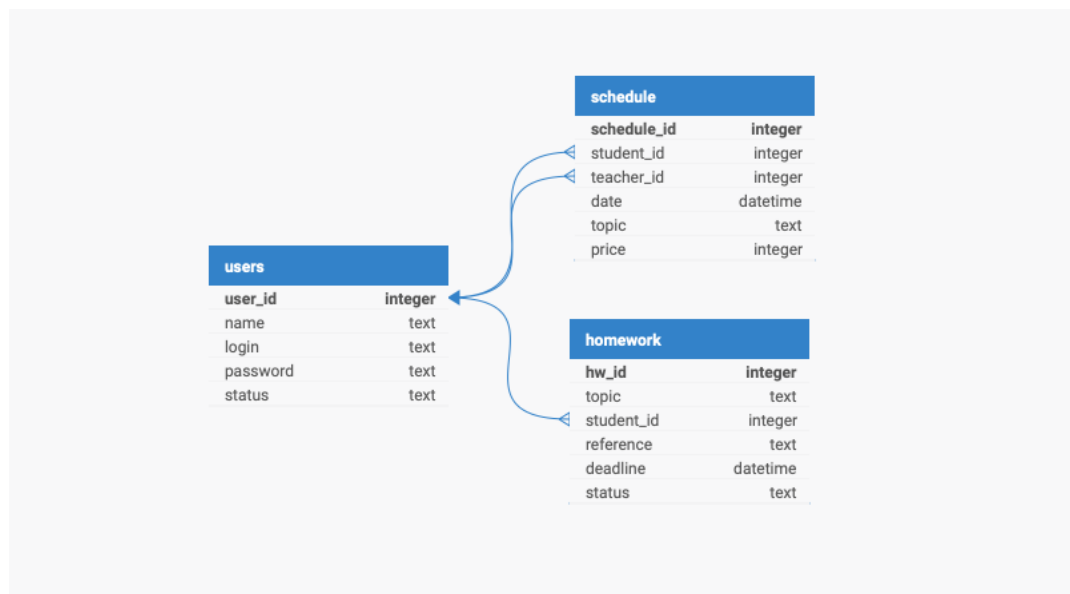 schedule
schedule_id integer
student_id integer
teacher_id integer
date datetime
topic text
price integer
users
user_id integer
name text
login text
password text
status text
homework
hw_id integer
topic text
student_id integer
reference text
deadline datetime
status text